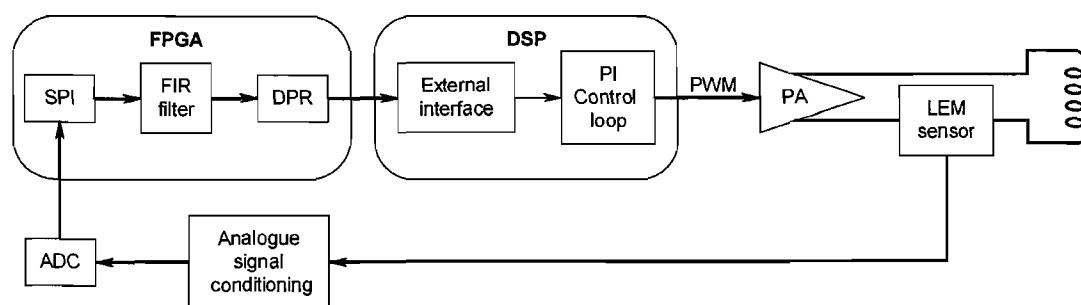 FPGA
DSP
SPI
FIR
filter
DPR
External
interface
PI
Control
loop
PWM
PA
LEM
sensor
ADC
Analogue
signal
conditioning